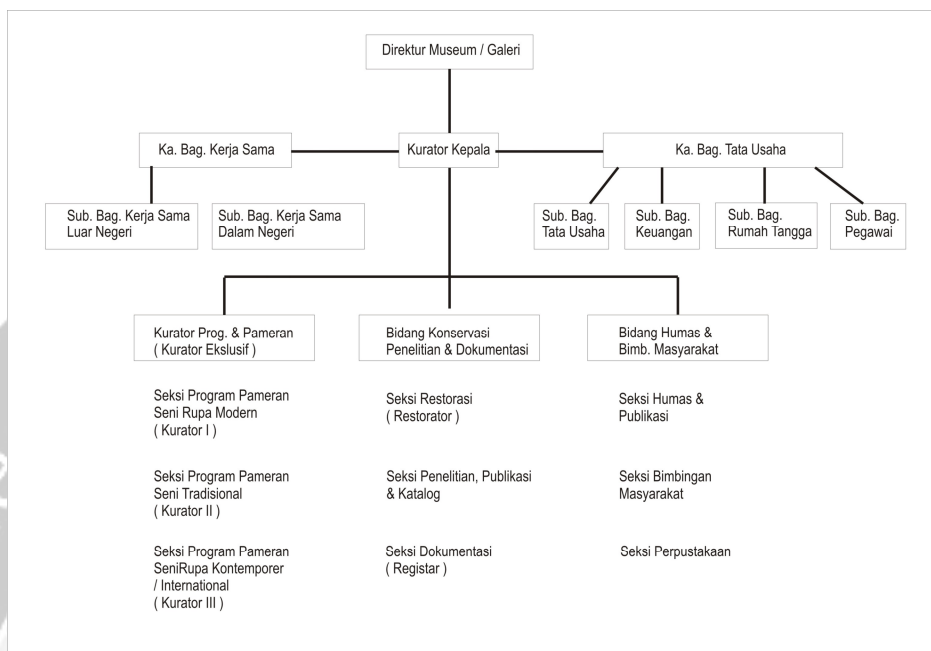 Direktur Museum / Galeri
Ka. Bag. Kerja Sama
Kurator Kepala
Ka. Bag. Tata Usaha
Sub. Bag. Kerja Sama
Luar Negeri
Sub. Bag. Kerja Sama
Dalam Negeri
Sub. Bag.
Tata Usaha
Sub. Bag.
Keuangan
Sub. Bag.
Rumah Tangga
Sub. Bag.
Pegawai
Kurator Prog. & Pameran
( Kurator Ekslusif )
Seksi Program Pameran
Seni Rupa Modern
( Kurator I )
Seksi Program Pameran
Seni Tradisional
( Kurator II )
Seksi Program Pameran
SeniRupa Kontemporer
/ International
( Kurator III )
Bidang Konservasi
Penelitian & Dokumentasi
Seksi Restorasi
( Restorator )
Seksi Penelitian, Publikasi
& Katalog
Seksi Dokumentasi
( Registar )
Bidang Humas &
Bimb. Masyarakat
Seksi Humas &
Publikasi
Seksi Bimbingan
Masyarakat
Seksi Perpustakaan